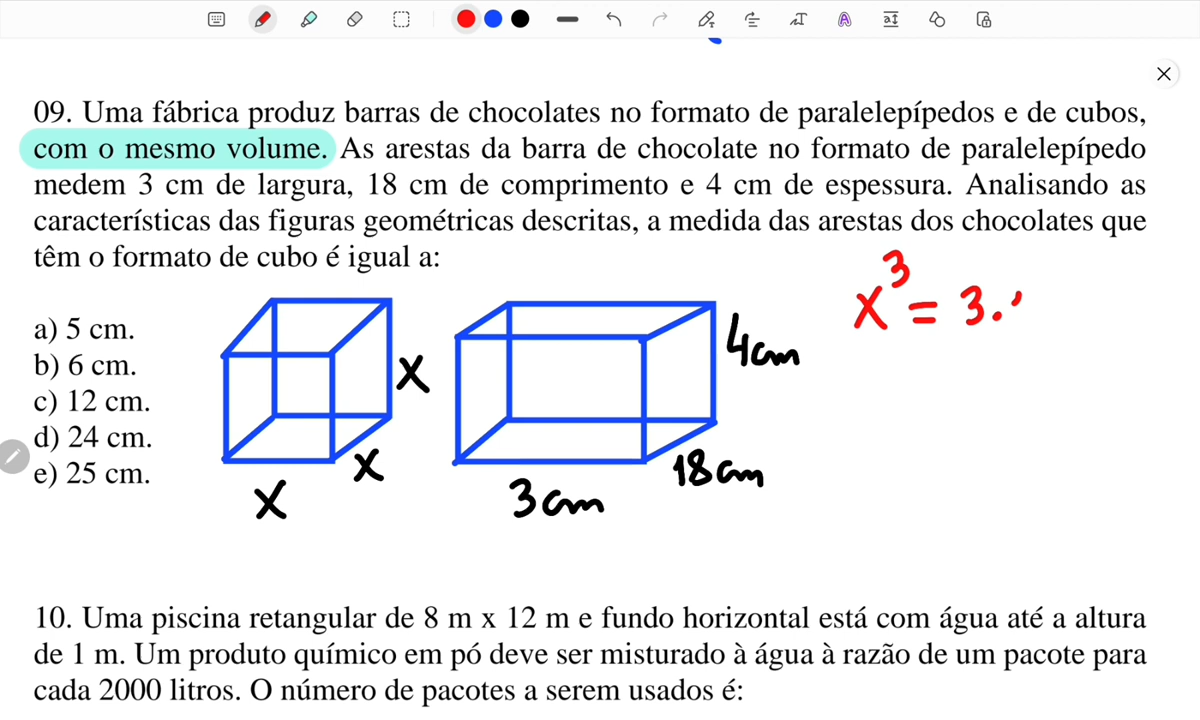 09. Uma fábrica produz barras de chocolates no formato de paralelepípedos e de cubos,
com o mesmo volume. As arestas da barra de chocolate no formato de paralelepípedo
medem 3 cm de largura, 18 cm de comprimento e 4 cm de espessura. Analisando as
características das figuras geométricas descritas, a medida das arestas dos chocolates que
têm o formato de cubo é igual a:
x³ = 3.
a) 5 cm.
b) 6 cm.
c) 12 cm.
d) 24 cm.
e) 25 cm.
x
x
x
4cm
18cm
3cm
10. Uma piscina retangular de 8 m x 12 m e fundo horizontal está com água até a altura
de 1 m. Um produto químico em pó deve ser misturado à água à razão de um pacote para
cada 2000 litros. O número de pacotes a serem usados é: